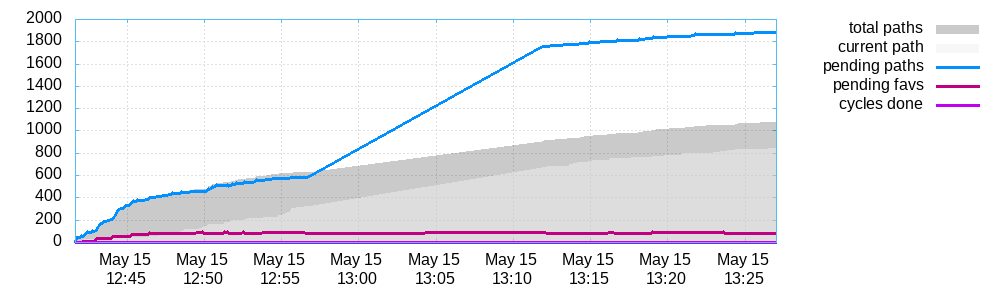 2000
1800
1600
1400
1200
1000
800
600
400
200
0
May 15 May 15 May 15 May 15 May 15 May 15 May 15 May 15 May 15
12:45 12:50 12:55 13:00 13:05 13:10 13:15 13:20 13:25
total paths
current path
pending paths
pending favs
cycles done